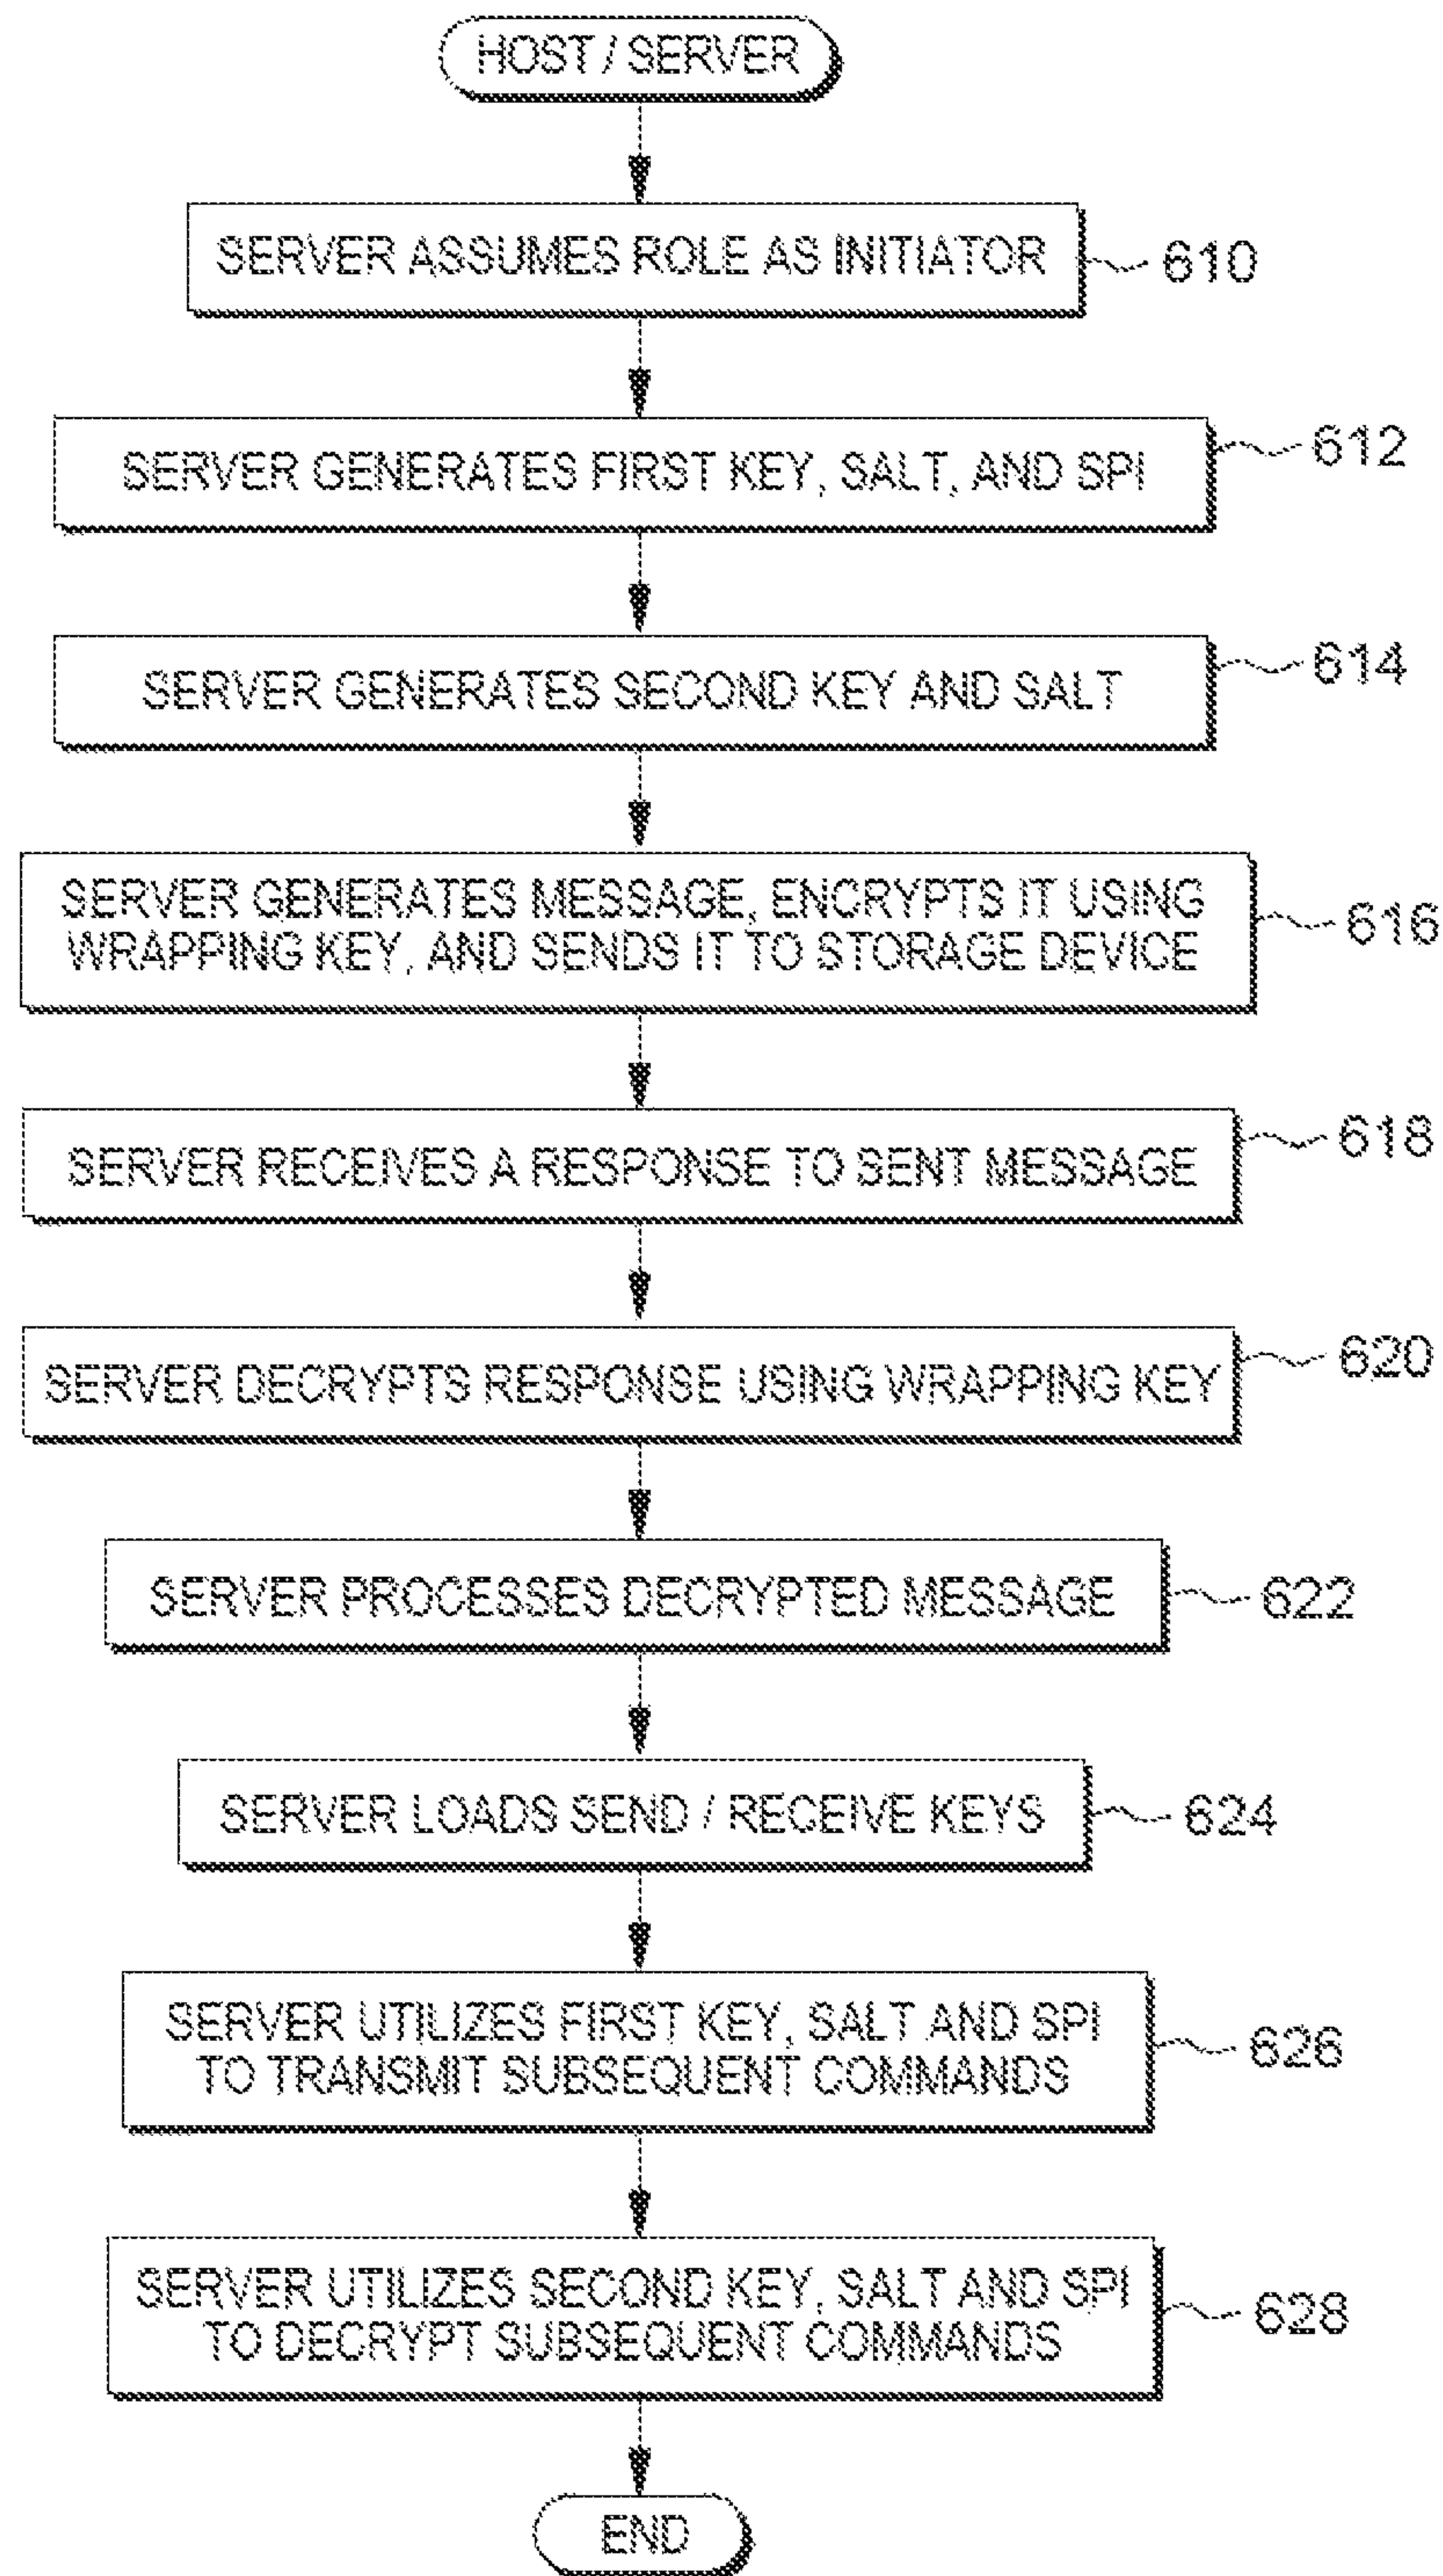 HOST / SERVER
SERVER ASSUMES ROLE AS INITIATOR
610
SERVER GENERATES FIRST KEY, SALT, AND SPI
612
SERVER GENERATES SECOND KEY AND SALT
614
SERVER GENERATES MESSAGE, ENCRYPTS IT USING
WRAPPING KEY, AND SENDS IT TO STORAGE DEVICE
616
SERVER RECEIVES A RESPONSE TO SENT MESSAGE
618
SERVER DECRYPTS RESPONSE USING WRAPPING KEY
620
SERVER PROCESSES DECRYPTED MESSAGE
622
SERVER LOADS SEND / RECEIVE KEYS
624
SERVER UTILIZES FIRST KEY, SALT AND SPI
TO TRANSMIT SUBSEQUENT COMMANDS
626
SERVER UTILIZES SECOND KEY, SALT AND SPI
TO DECRYPT SUBSEQUENT COMMANDS
628
END